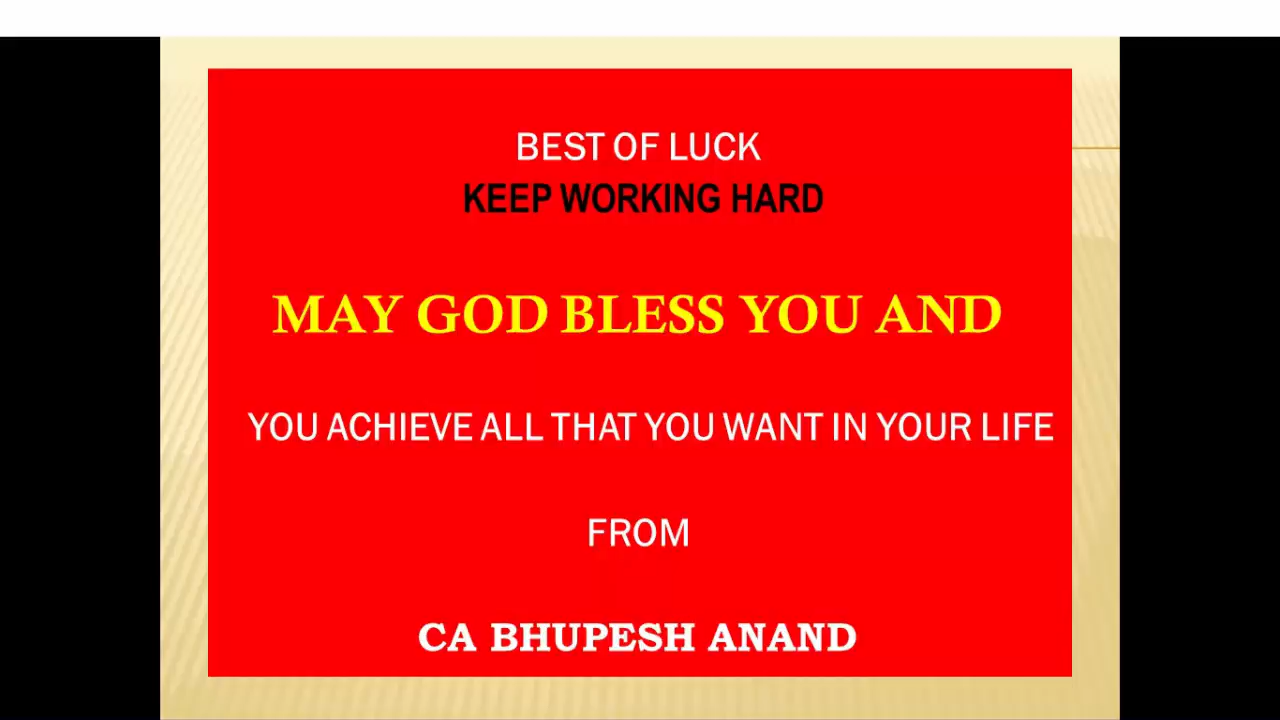 BEST OF LUCK
KEEP WORKING HARD
MAY GOD BLESS YOU AND
YOU ACHIEVE ALL THAT YOU WANT IN YOUR LIFE
FROM
CA BHUPESH ANAND